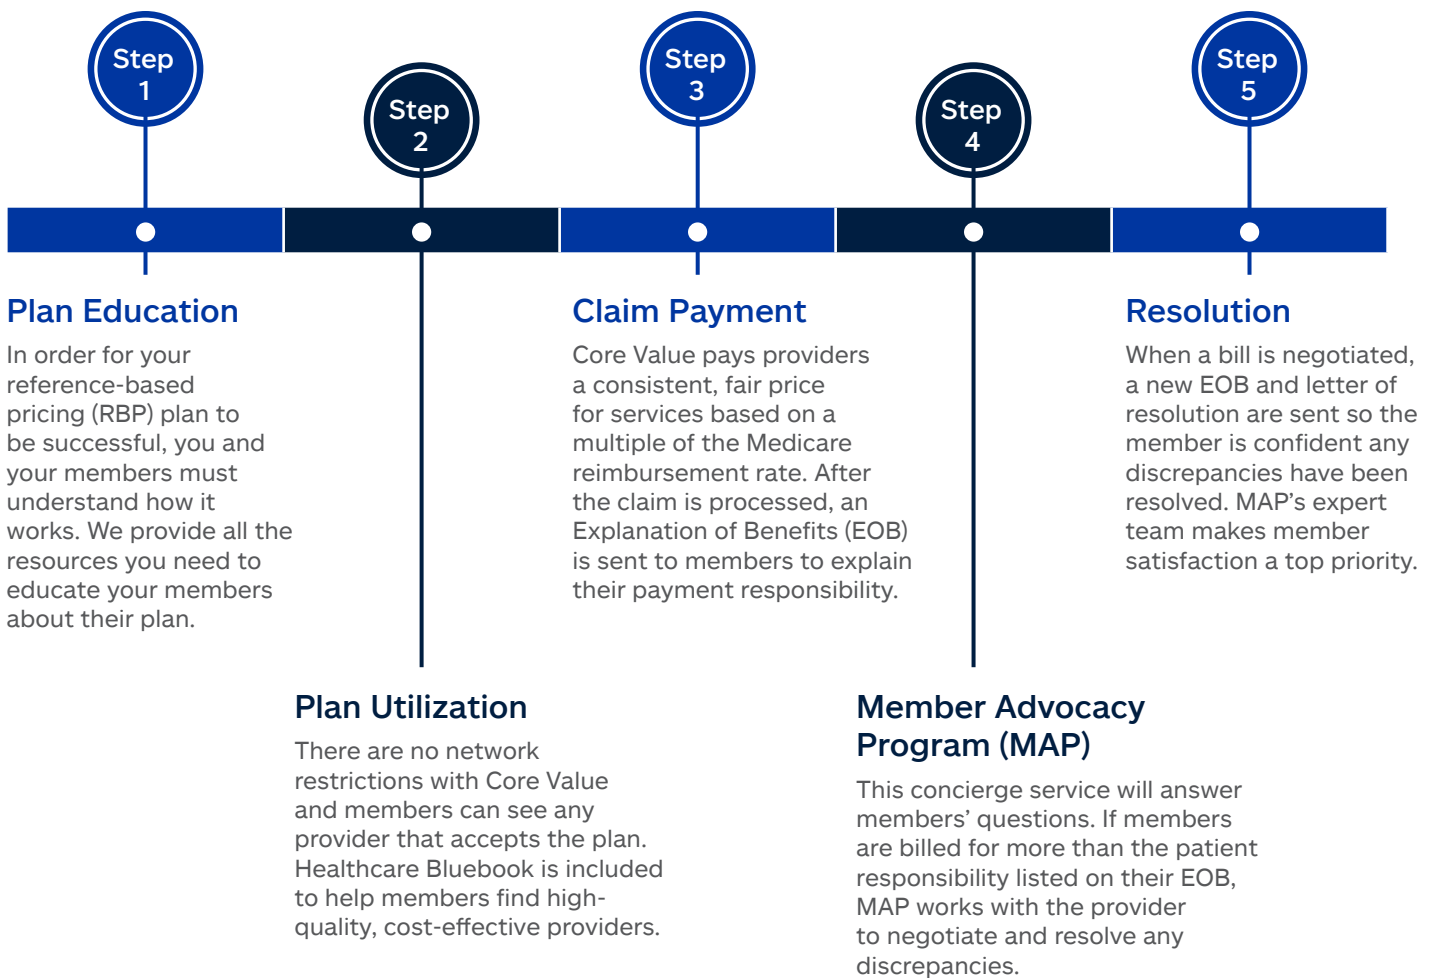 Step
1
Step
2
Step
3
Step
4
Step
5
Plan Education
In order for your
reference-based
pricing (RBP) plan to
be successful, you and
your members must
understand how it
works. We provide all the
resources you need to
educate your members
about their plan.
Plan Utilization
There are no network
restrictions with Core Value
and members can see any
provider that accepts the plan.
Healthcare Bluebook is included
to help members find high-
quality, cost-effective providers.
Claim Payment
Core Value pays providers
a consistent, fair price
for services based on a
multiple of the Medicare
reimbursement rate. After
the claim is processed, an
Explanation of Benefits (EOB)
is sent to members to explain
their payment responsibility.
Member Advocacy
Program (MAP)
This concierge service will answer
members’ questions. If members
are billed for more than the patient
responsibility listed on their EOB,
MAP works with the provider
to negotiate and resolve any
discrepancies.
Resolution
When a bill is negotiated,
a new EOB and letter of
resolution are sent so the
member is confident any
discrepancies have been
resolved. MAP’s expert
team makes member
satisfaction a top priority.